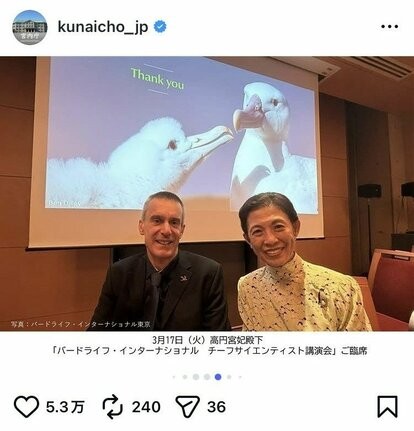 kunaicho_jp
宮内庁
Thank you
写真：バードライフ・インターナショナル東京
3月17日（火）高円宮妃殿下
「バードライフ・インターナショナル　チーフサイエンティスト講演会」ご臨席
5.3万
240
36